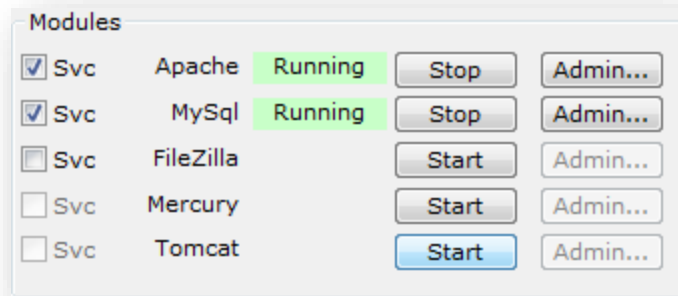 Modules
Svc Apache Running Stop Admin...
Svc MySql Running Stop Admin...
Svc FileZilla Start Admin...
Svc Mercury Start Admin...
Svc Tomcat Start Admin...